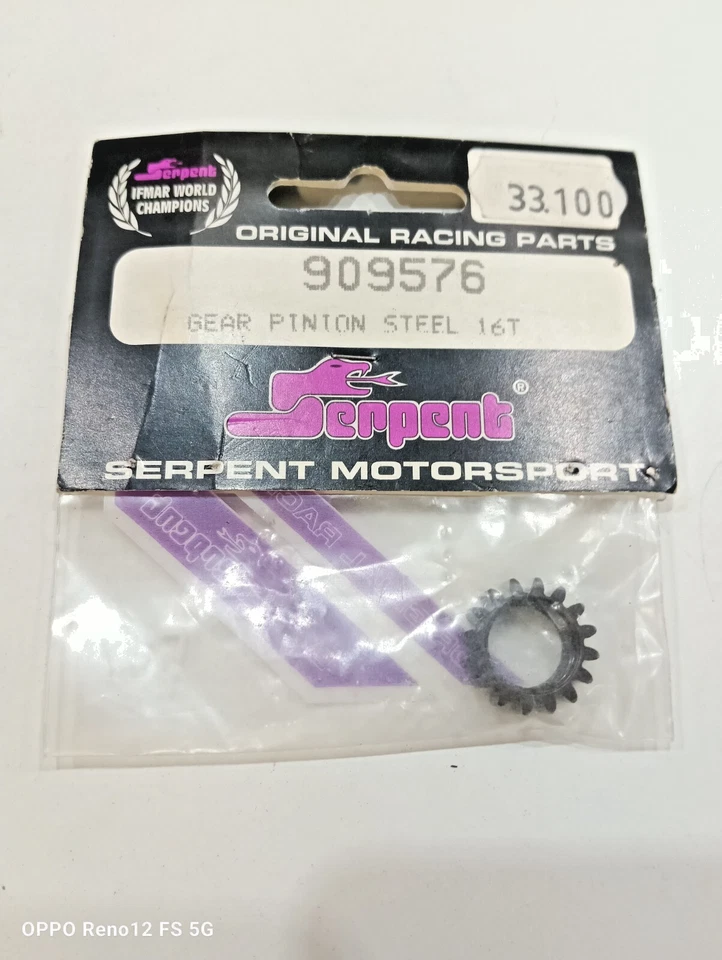 Serpent
IFMAR WORLD
CHAMPIONS
33.100
ORIGINAL RACING PARTS
909576
GEAR PINION STEEL 16T
Serpent®
SERPENT MOTORSPORT
OPPO Reno12 FS 5G